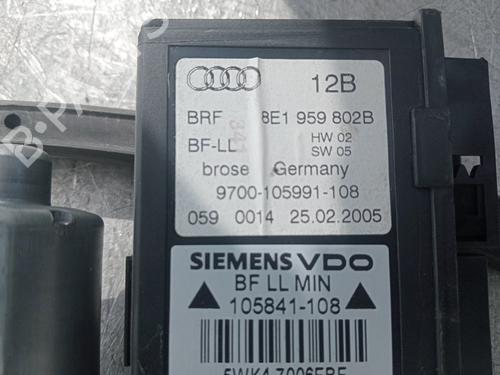 12B
BRF 8E1 959 802B
BF-LL HW 02
SW 05
brose Germany
9700-105991-108
059 0014 25.02.2005
SIEMENS VDO
BF LL MIN
105841-108